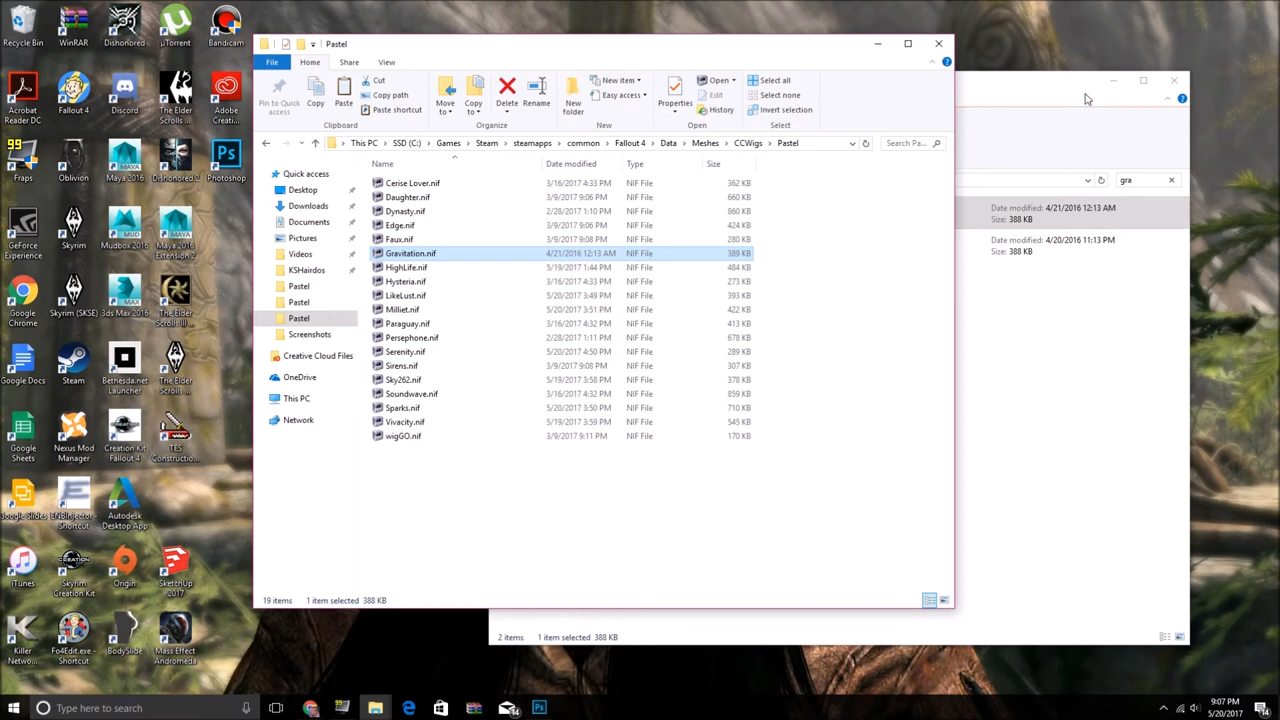 Recycle Bin
WinRAR
Dishonored
µTorrent
Bandicam
Acrobat Reader DC
Fallout 4
Discord
The Elder Scrolls ...
Adobe Creati...
99
Fraps
Oblivion
Maya 2016
Dishonored 2
Photoshop
GeForce Experience
Skyrim
Mudbox 2016
Maya 2016 Extension 2
Google Chrome
Skyrim (SKSE)
3ds Max 2016
The Elder Scrolls III ...
Google Docs
Steam
Bethesda.net Launcher
The Elder Scrolls ...
Google Sheets
Nexus Mod Manager
Creation Kit Fallout 4
TES Constructio...
Google Slides
ENBInjector - Shortcut
Autodesk Desktop App
iTunes
Skyrim Creation Kit
Origin
SketchUp 2017
Killer Netwo...
Fo4Edit.exe - Shortcut
BodySlide
Mass Effect Andromeda
Pastel
File Home Share View
Pin to Quick access
Copy
Paste
Cut
Copy path
Paste shortcut
Clipboard
Move to
Copy to
Delete
Rename
Organize
New folder
New item
Easy access
New
Properties
Open
Edit
History
Open
Select all
Select none
Invert selection
Select
This PC > SSD (C:) > Games > Steam > steamapps > common > Fallout 4 > Data > Meshes > CCWigs > Pastel
Search Pa...
Quick access
Desktop
Downloads
Documents
Pictures
Videos
KSHairdos
Pastel
Pastel
Pastel
Screenshots
Creative Cloud Files
OneDrive
This PC
Network
Name Date modified Type Size
Cerise Lover.nif 3/16/2017 4:33 PM NIF File 362 KB
Daughter.nif 3/9/2017 9:06 PM NIF File 660 KB
Dynasty.nif 2/28/2017 1:10 PM NIF File 860 KB
Edge.nif 3/9/2017 9:06 PM NIF File 424 KB
Faux.nif 3/9/2017 9:08 PM NIF File 280 KB
Gravitation.nif 4/21/2016 12:13 AM NIF File 389 KB
HighLife.nif 5/19/2017 1:44 PM NIF File 484 KB
Hysteria.nif 3/16/2017 4:33 PM NIF File 273 KB
LikeLust.nif 5/20/2017 3:49 PM NIF File 393 KB
Milliet.nif 5/20/2017 3:51 PM NIF File 422 KB
Paraguay.nif 3/16/2017 4:32 PM NIF File 413 KB
Persephone.nif 2/28/2017 1:11 PM NIF File 678 KB
Serenity.nif 5/20/2017 4:50 PM NIF File 289 KB
Sirens.nif 3/9/2017 9:08 PM NIF File 307 KB
Sky262.nif 5/19/2017 3:58 PM NIF File 378 KB
Soundwave.nif 3/16/2017 4:32 PM NIF File 859 KB
Sparks.nif 5/20/2017 3:50 PM NIF File 710 KB
Vivacity.nif 5/19/2017 3:59 PM NIF File 545 KB
wigGO.nif 3/9/2017 9:11 PM NIF File 170 KB
19 items 1 item selected 388 KB
gra
Date modified: 4/21/2016 12:13 AM
Size: 388 KB
Date modified: 4/20/2016 11:13 PM
Size: 388 KB
2 items 1 item selected 388 KB
Type here to search
99
14
9:07 PM
5/20/2017
14